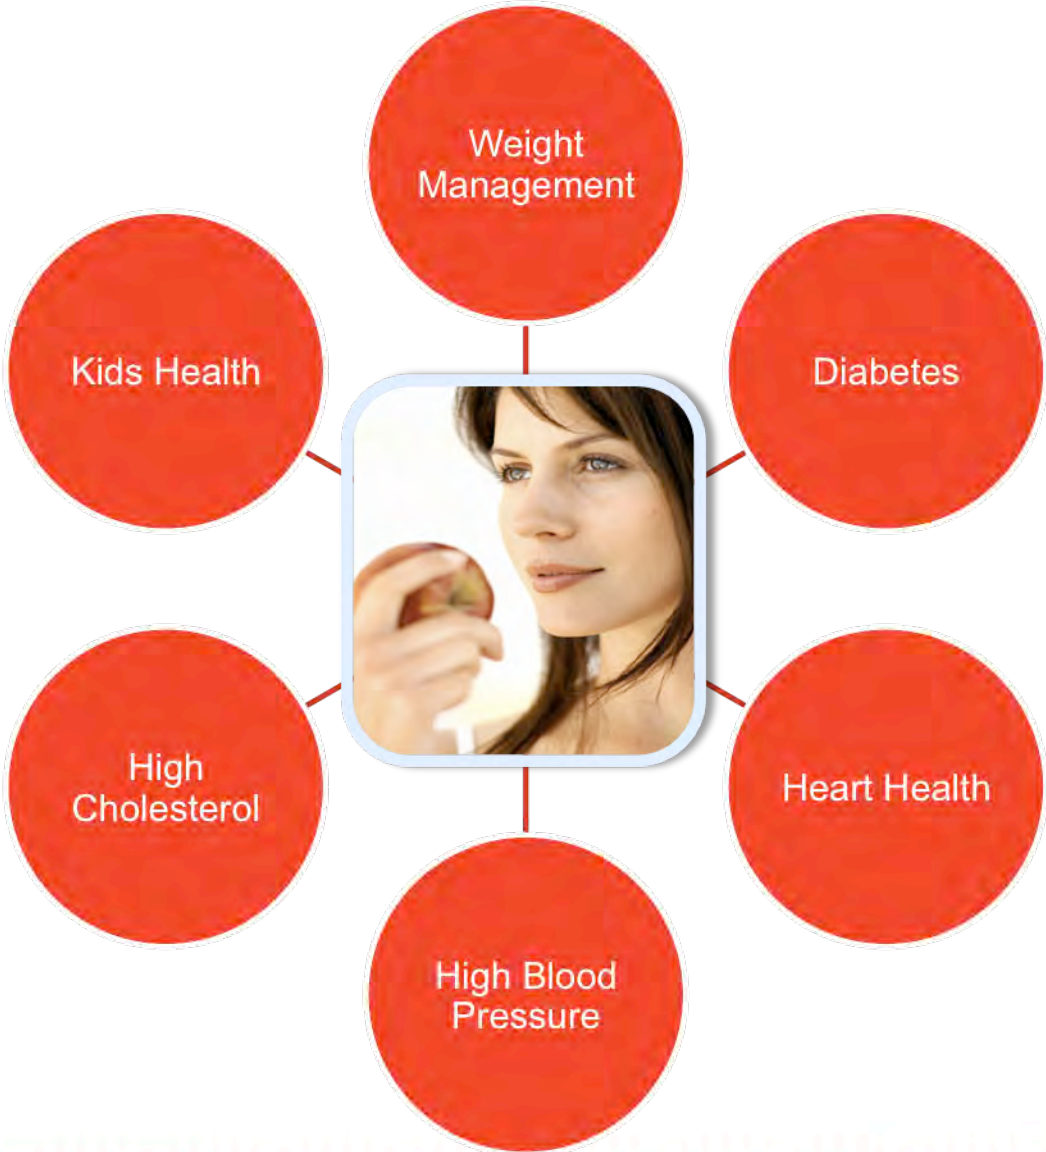 Weight
Management
Kids Health
Diabetes
High
Cholesterol
Heart Health
High Blood
Pressure